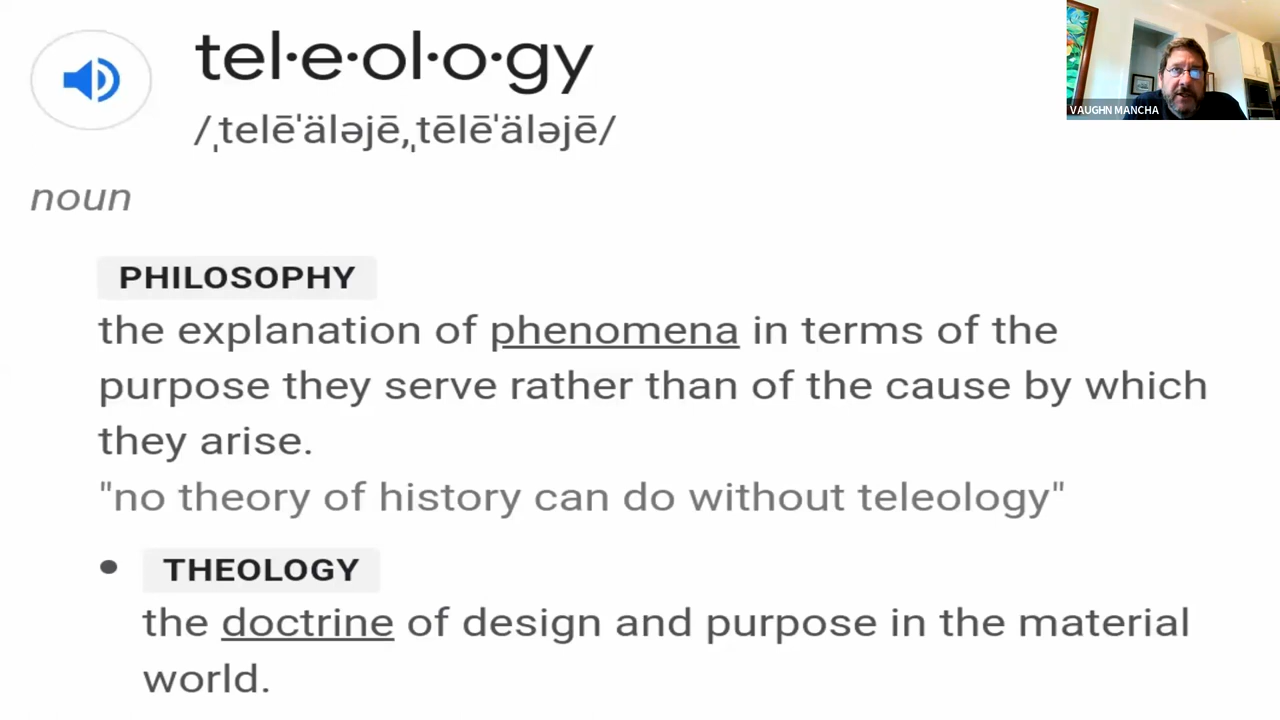 tel·e·ol·o·gy
/ˌtelēˈäləjē,ˌtēlēˈäləjē/
VAUGHN MANCHA
noun
PHILOSOPHY
the explanation of phenomena in terms of the
purpose they serve rather than of the cause by which
they arise.
"no theory of history can do without teleology"
• THEOLOGY
the doctrine of design and purpose in the material
world.